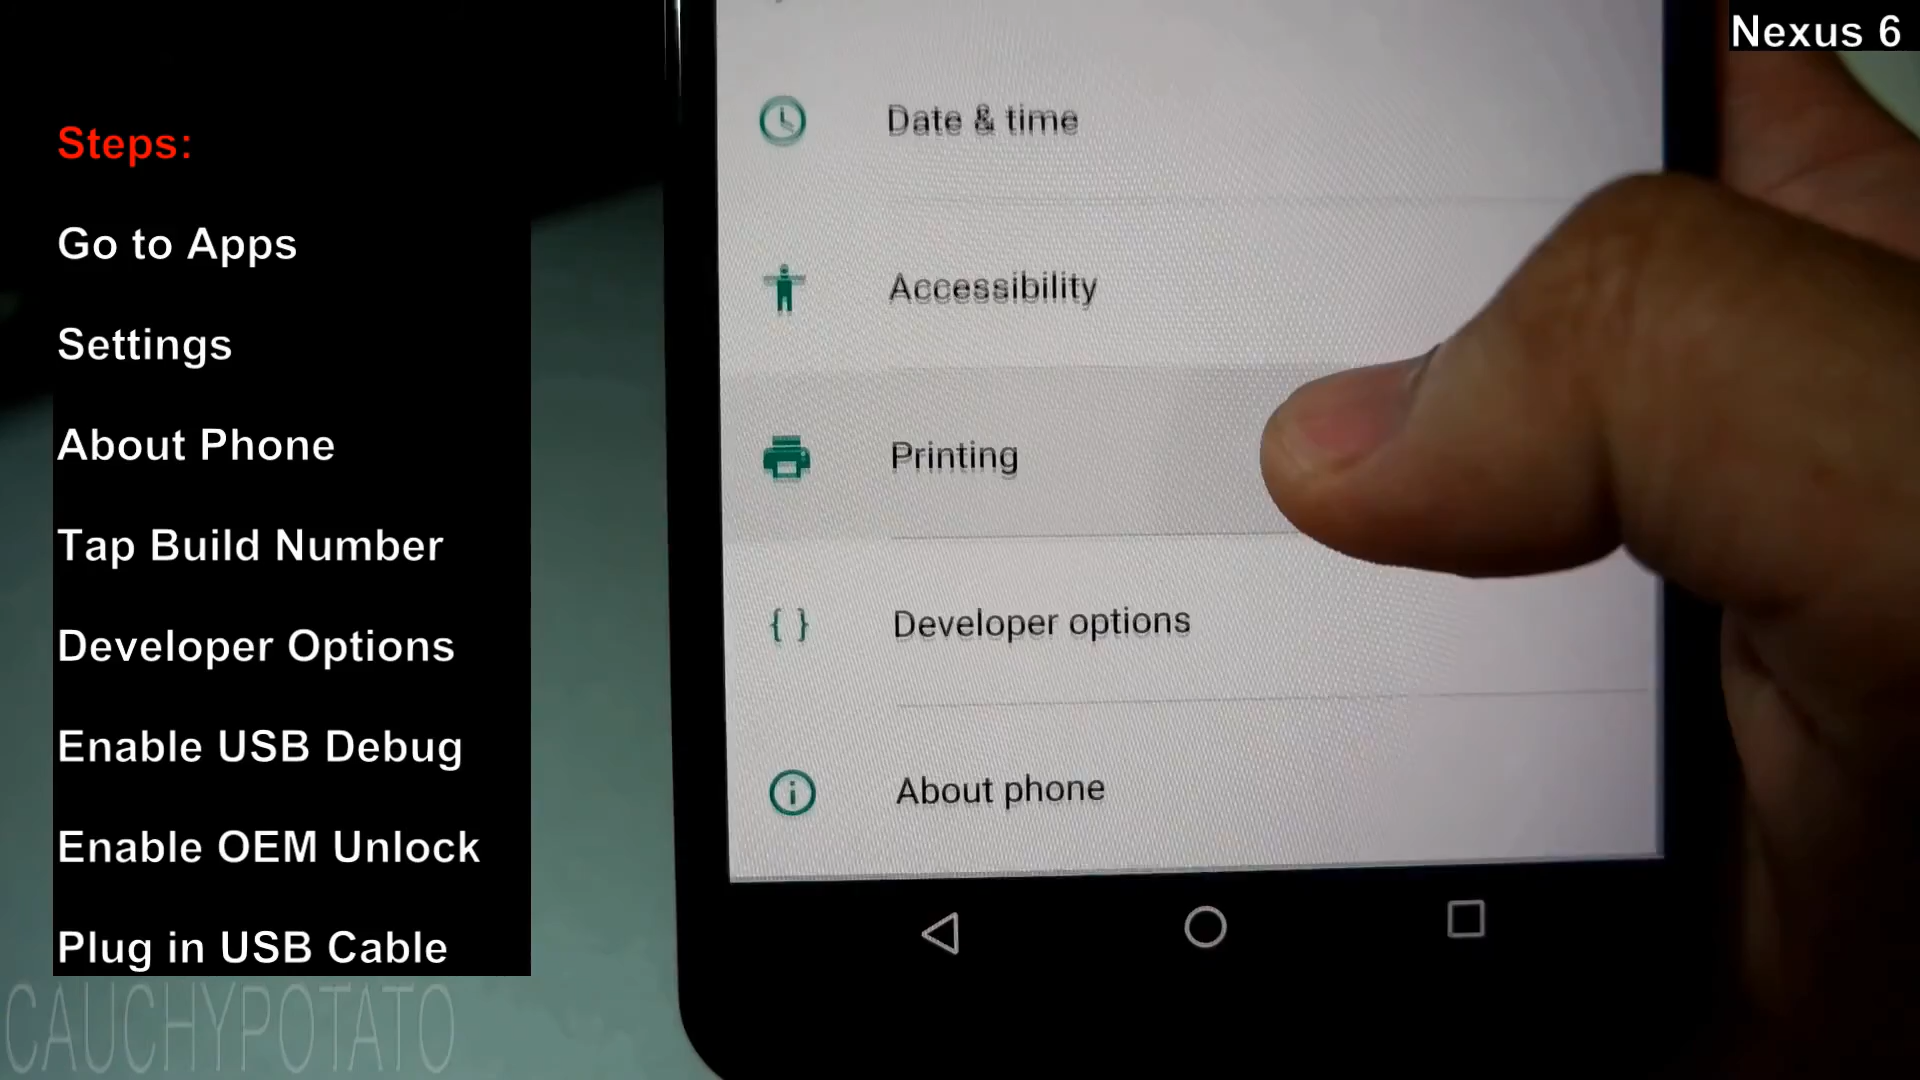 Nexus 6
Steps:
Go to Apps
Settings
About Phone
Tap Build Number
Developer Options
Enable USB Debug
Enable OEM Unlock
Plug in USB Cable
Date & time
Accessibility
Printing
{ } Developer options
About phone
CAUCHYPOTATO